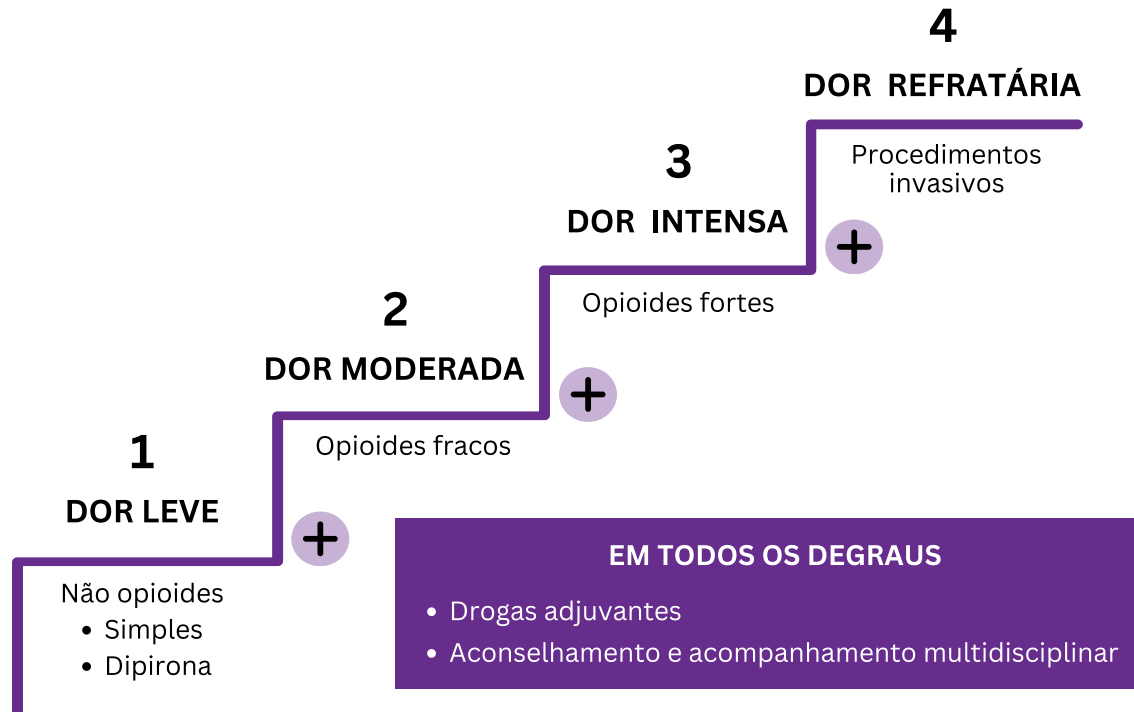 4
DOR REFRATÁRIA
Procedimentos
invasivos
3
DOR INTENSA
+
Opioides fortes
2
DOR MODERADA
+
Opioides fracos
1
DOR LEVE
+
Não opioides
• Simples
• Dipirona
EM TODOS OS DEGRAUS
• Drogas adjuvantes
• Aconselhamento e acompanhamento multidisciplinar